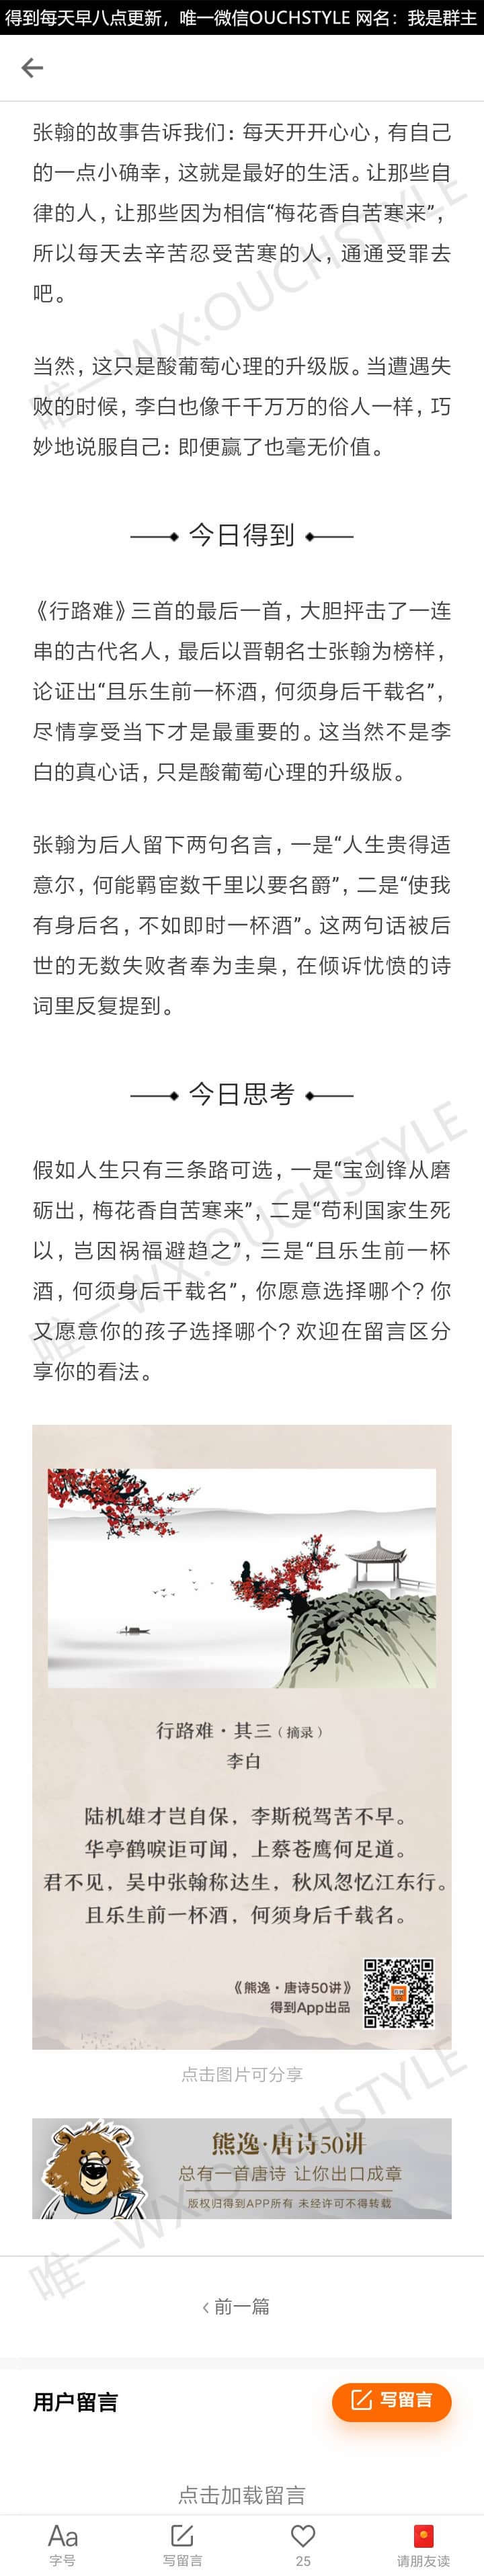 得到每天早八点更新，唯一微信OUCHSTYLE 网名：我是群主
张翰的故事告诉我们：每天开开心心，有自己
的一点小确幸，这就是最好的生活。让那些自
律的人，让那些因为相信“梅花香自苦寒来”，
所以每天去辛苦忍受苦寒的人，通通受罪去
吧。
当然，这只是酸葡萄心理的升级版。当遭遇失
败的时候，李白也像千千万万的俗人一样，巧
妙地说服自己：即便赢了也毫无价值。
唯一WX:OUCHSTYLE
今日得到
《行路难》三首的最后一首，大胆抨击了一连
串的古代名人，最后以晋朝名士张翰为榜样，
论证出“且乐生前一杯酒，何须身后千载名”，
尽情享受当下才是最重要的。这当然不是李
白的真心话，只是酸葡萄心理的升级版。
张翰为后人留下两句名言，一是“人生贵得适
意尔，何能羁宦数千里以要名爵”，二是“使我
有身后名，不如即时一杯酒”。这两句话被后
世的无数失败者奉为圭臬，在倾诉忧愤的诗
词里反复提到。
今日思考
假如人生只有三条路可选，一是“宝剑锋从磨
砺出，梅花香自苦寒来”，二是“苟利国家生死
以，岂因祸福避趋之”，三是“且乐生前一杯
酒，何须身后千载名”，你愿意选择哪个？你
又愿意你的孩子选择哪个？欢迎在留言区分
享你的看法。
唯一WX:OUCHSTYLE
行路难·其三（摘录）
李白
陆机雄才岂自保，李斯税驾苦不早。
华亭鹤唳讵可闻，上蔡苍鹰何足道。
君不见，吴中张翰称达生，秋风忽忆江东行。
且乐生前一杯酒，何须身后千载名。
《熊逸·唐诗50讲》
得到App出品
点击图片可分享
熊逸·唐诗50讲
总有一首唐诗 让你出口成章
版权归得到APP所有 未经许可不得转载
唯一WX:OUCHSTYLE
‹ 前一篇
用户留言
写留言
点击加载留言
Aa
字号
写留言
25
请朋友读